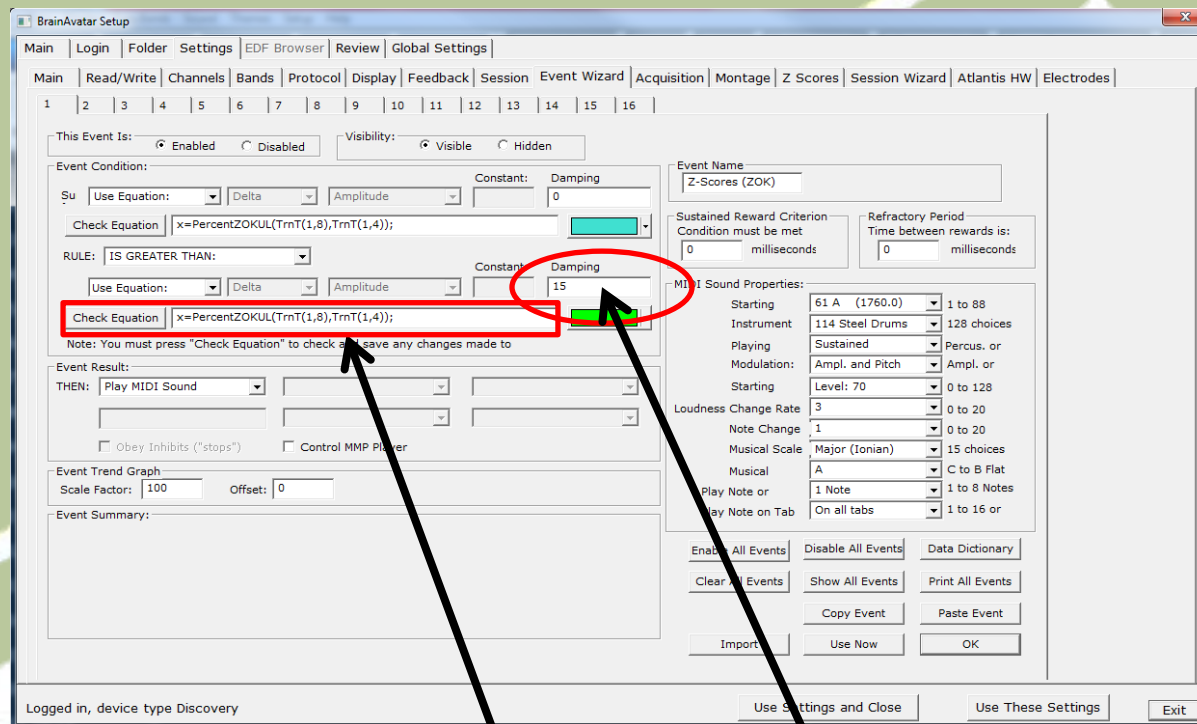 BrainAvatar Setup
Main Login Folder Settings EDF Browser Review Global Settings
Main Read/Write Channels Bands Protocol Display Feedback Session Event Wizard Acquisition Montage Z Scores Session Wizard Atlantis HW Electrodes
1 2 3 4 5 6 7 8 9 10 11 12 13 14 15 16
This Event Is: Enabled Disabled Visibility: Visible Hidden
Event Condition:
Constant: Damping
Su Use Equation: Delta Amplitude 0
Check Equation x=PercentZOKUL(TrnT(1,8),TrnT(1,4));
RULE: IS GREATER THAN:
Constant Damping
Use Equation: Delta Amplitude 15
Check Equation x=PercentZOKUL(TrnT(1,8),TrnT(1,4));
Note: You must press "Check Equation" to check and save any changes made to
Event Result:
THEN: Play MIDI Sound
Obey Inhibits ("stops") Control MMP Player
Event Trend Graph
Scale Factor: 100 Offset: 0
Event Summary:
Event Name
Z-Scores (ZOK)
Sustained Reward Criterion
Condition must be met
0 milliseconds
Refractory Period
Time between rewards is:
0 milliseconds
MIDI Sound Properties:
Starting 61 A (1760.0) 1 to 88
Instrument 114 Steel Drums 128 choices
Playing Sustained Percus. or
Modulation: Ampl. and Pitch Ampl. or
Starting Level: 70 0 to 128
Loudness Change Rate 3 0 to 20
Note Change 1 0 to 20
Musical Scale Major (Ionian) 15 choices
Musical A C to B Flat
Play Note or 1 Note 1 to 8 Notes
Play Note on Tab On all tabs 1 to 16 or
Enable All Events Disable All Events Data Dictionary
Clear All Events Show All Events Print All Events
Copy Event Paste Event
Import Use Now OK
Logged in, device type Discovery Use Settings and Close Use These Settings Exit